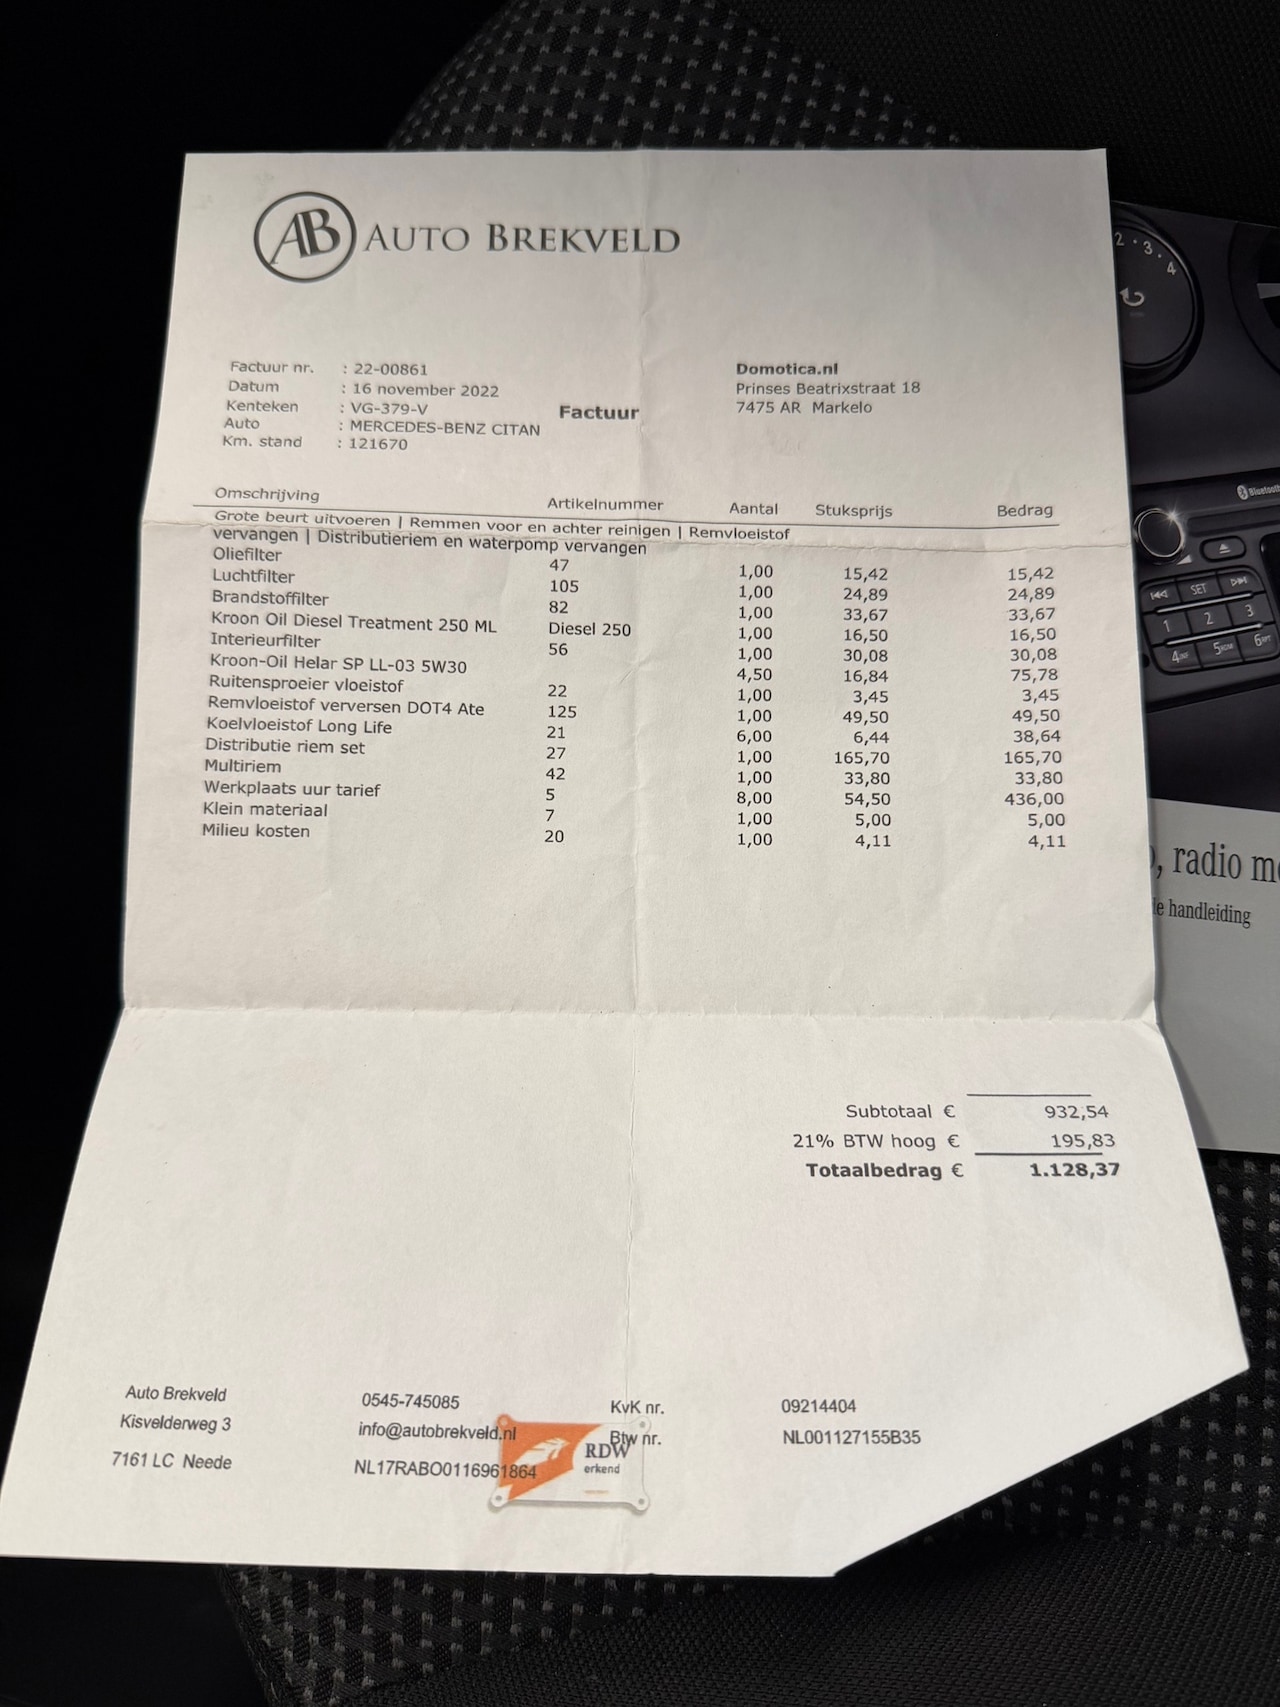 AB AUTO BREKVELD
Factuur nr. : 22-00861
Datum : 16 november 2022
Kenteken : VG-379-V
Auto : MERCEDES-BENZ CITAN
Km. stand : 121670
Factuur
Domotica.nl
Prinses Beatrixstraat 18
7475 AR Markelo
Omschrijving Artikelnummer Aantal Stuksprijs Bedrag
Grote beurt uitvoeren | Remmen voor en achter reinigen | Remvloeistof
vervangen | Distributieriem en waterpomp vervangen
Oliefilter 47 1,00 15,42 15,42
Luchtfilter 105 1,00 24,89 24,89
Brandstoffilter 82 1,00 33,67 33,67
Kroon Oil Diesel Treatment 250 ML Diesel 250 1,00 16,50 16,50
Interieurfilter 56 1,00 30,08 30,08
Kroon-Oil Helar SP LL-03 5W30 4,50 16,84 75,78
Ruitensproeier vloeistof 22 1,00 3,45 3,45
Remvloeistof verversen DOT4 Ate 125 1,00 49,50 49,50
Koelvloeistof Long Life 21 6,00 6,44 38,64
Distributie riem set 27 1,00 165,70 165,70
Multiriem 42 1,00 33,80 33,80
Werkplaats uur tarief 5 8,00 54,50 436,00
Klein materiaal 7 1,00 5,00 5,00
Milieu kosten 20 1,00 4,11 4,11
Subtotaal € 932,54
21% BTW hoog € 195,83
Totaalbedrag € 1.128,37
Auto Brekveld 0545-745085 KvK nr. 09214404
Kisvelderweg 3 info@autobrekveld.nl Btw nr. NL001127155B35
7161 LC Neede NL17RABO0116961864
RDW
erkend
2 · 3 · 4
Bluetooth
SET
1 2 3
4 5 6
, radio
handleiding